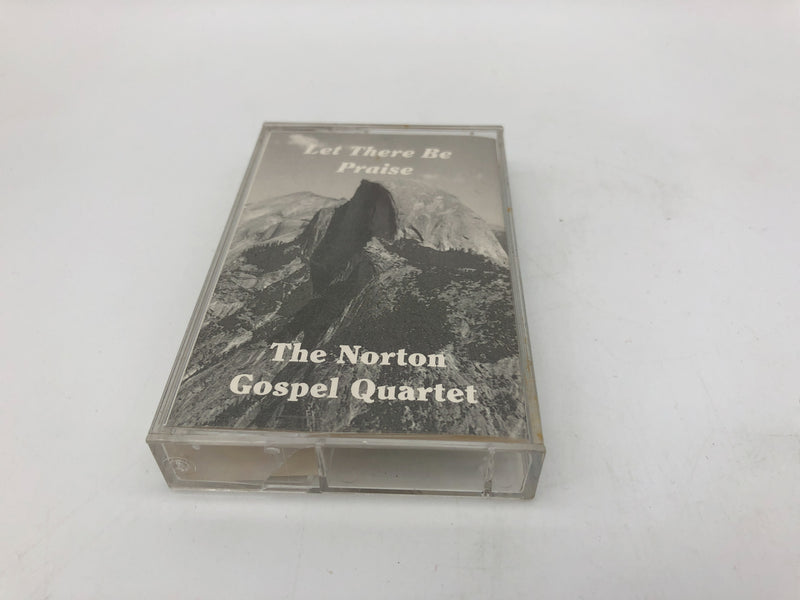 Let There Be
Praise
The Norton
Gospel Quartet